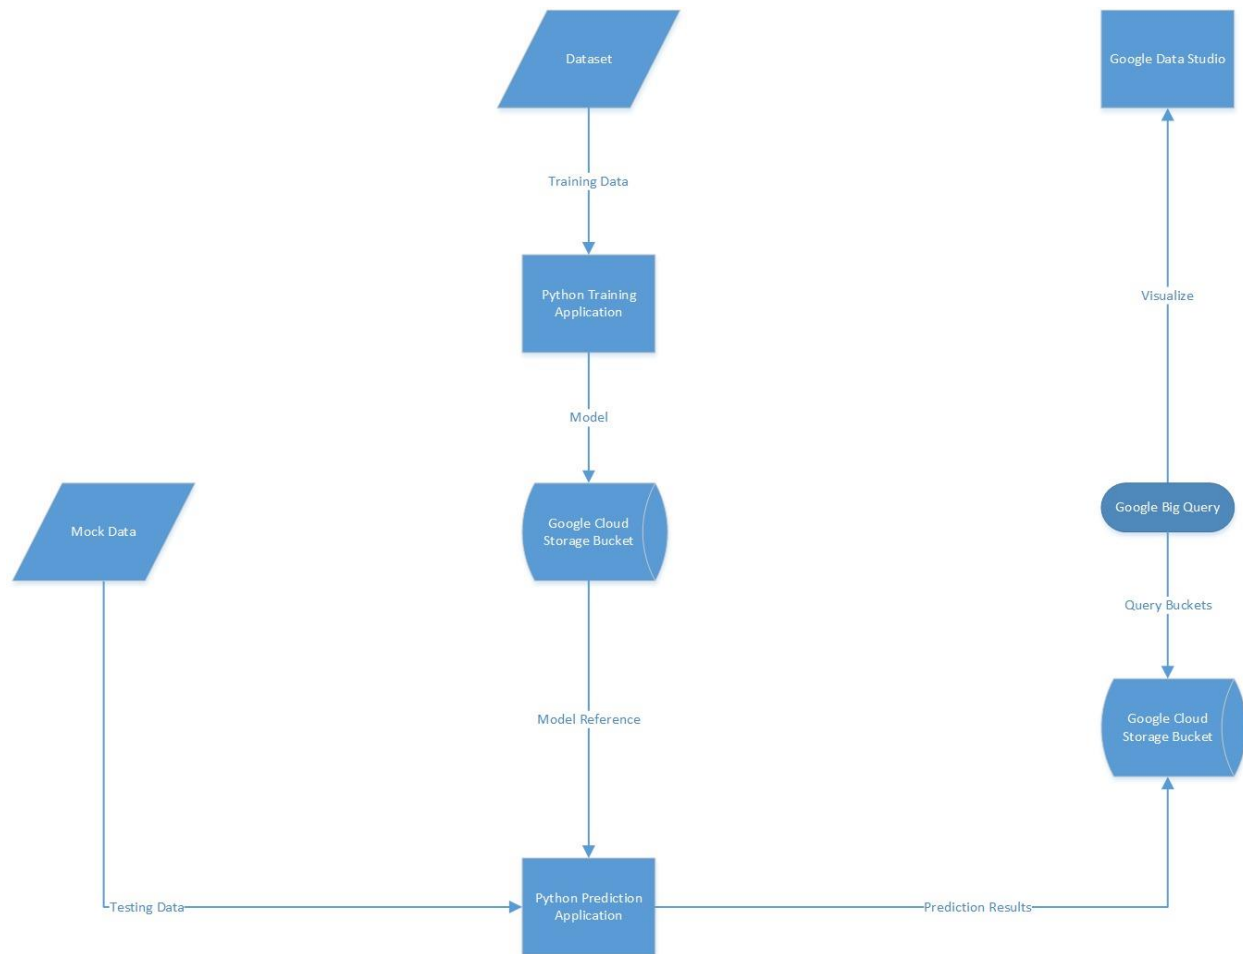 Dataset
Google Data Studio
Training Data
Python Training
Application
Visualize
Model
Mock Data
Google Cloud
Storage Bucket
Google Big Query
Query Buckets
Model Reference
Google Cloud
Storage Bucket
Testing Data
Python Prediction
Application
Prediction Results